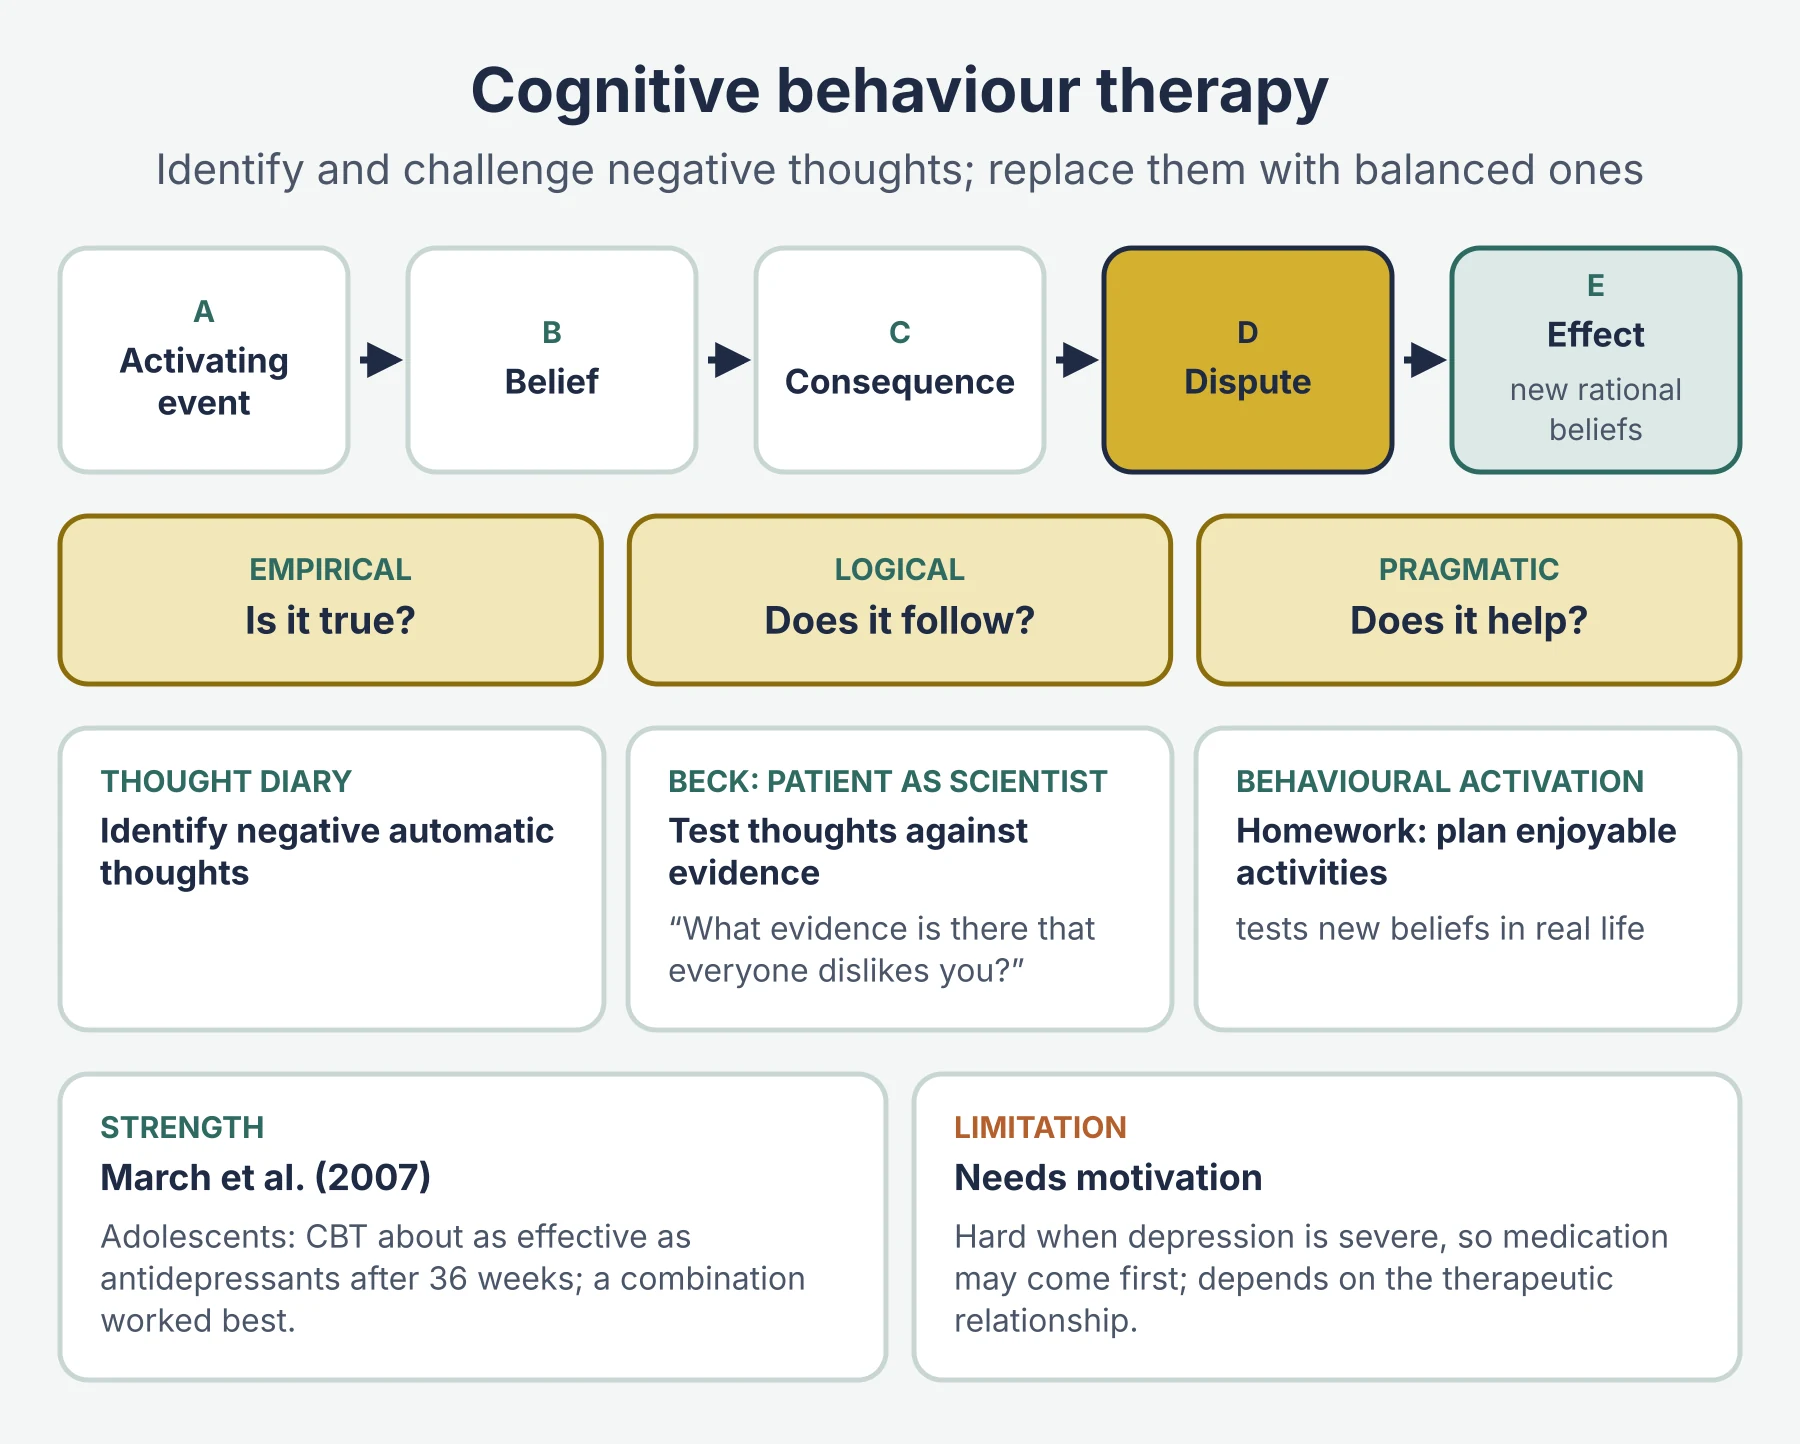 Cognitive behaviour therapy
Identify and challenge negative thoughts; replace them with balanced ones
A
Activating
event
B
Belief
C
Consequence
D
Dispute
E
Effect
new rational
beliefs
EMPIRICAL
Is it true?
LOGICAL
Does it follow?
PRAGMATIC
Does it help?
THOUGHT DIARY
Identify negative automatic
thoughts
BECK: PATIENT AS SCIENTIST
Test thoughts against
evidence
“What evidence is there that
everyone dislikes you?”
BEHAVIOURAL ACTIVATION
Homework: plan enjoyable
activities
tests new beliefs in real life
STRENGTH
March et al. (2007)
Adolescents: CBT about as effective as
antidepressants after 36 weeks; a combination
worked best.
LIMITATION
Needs motivation
Hard when depression is severe, so medication
may come first; depends on the therapeutic
relationship.